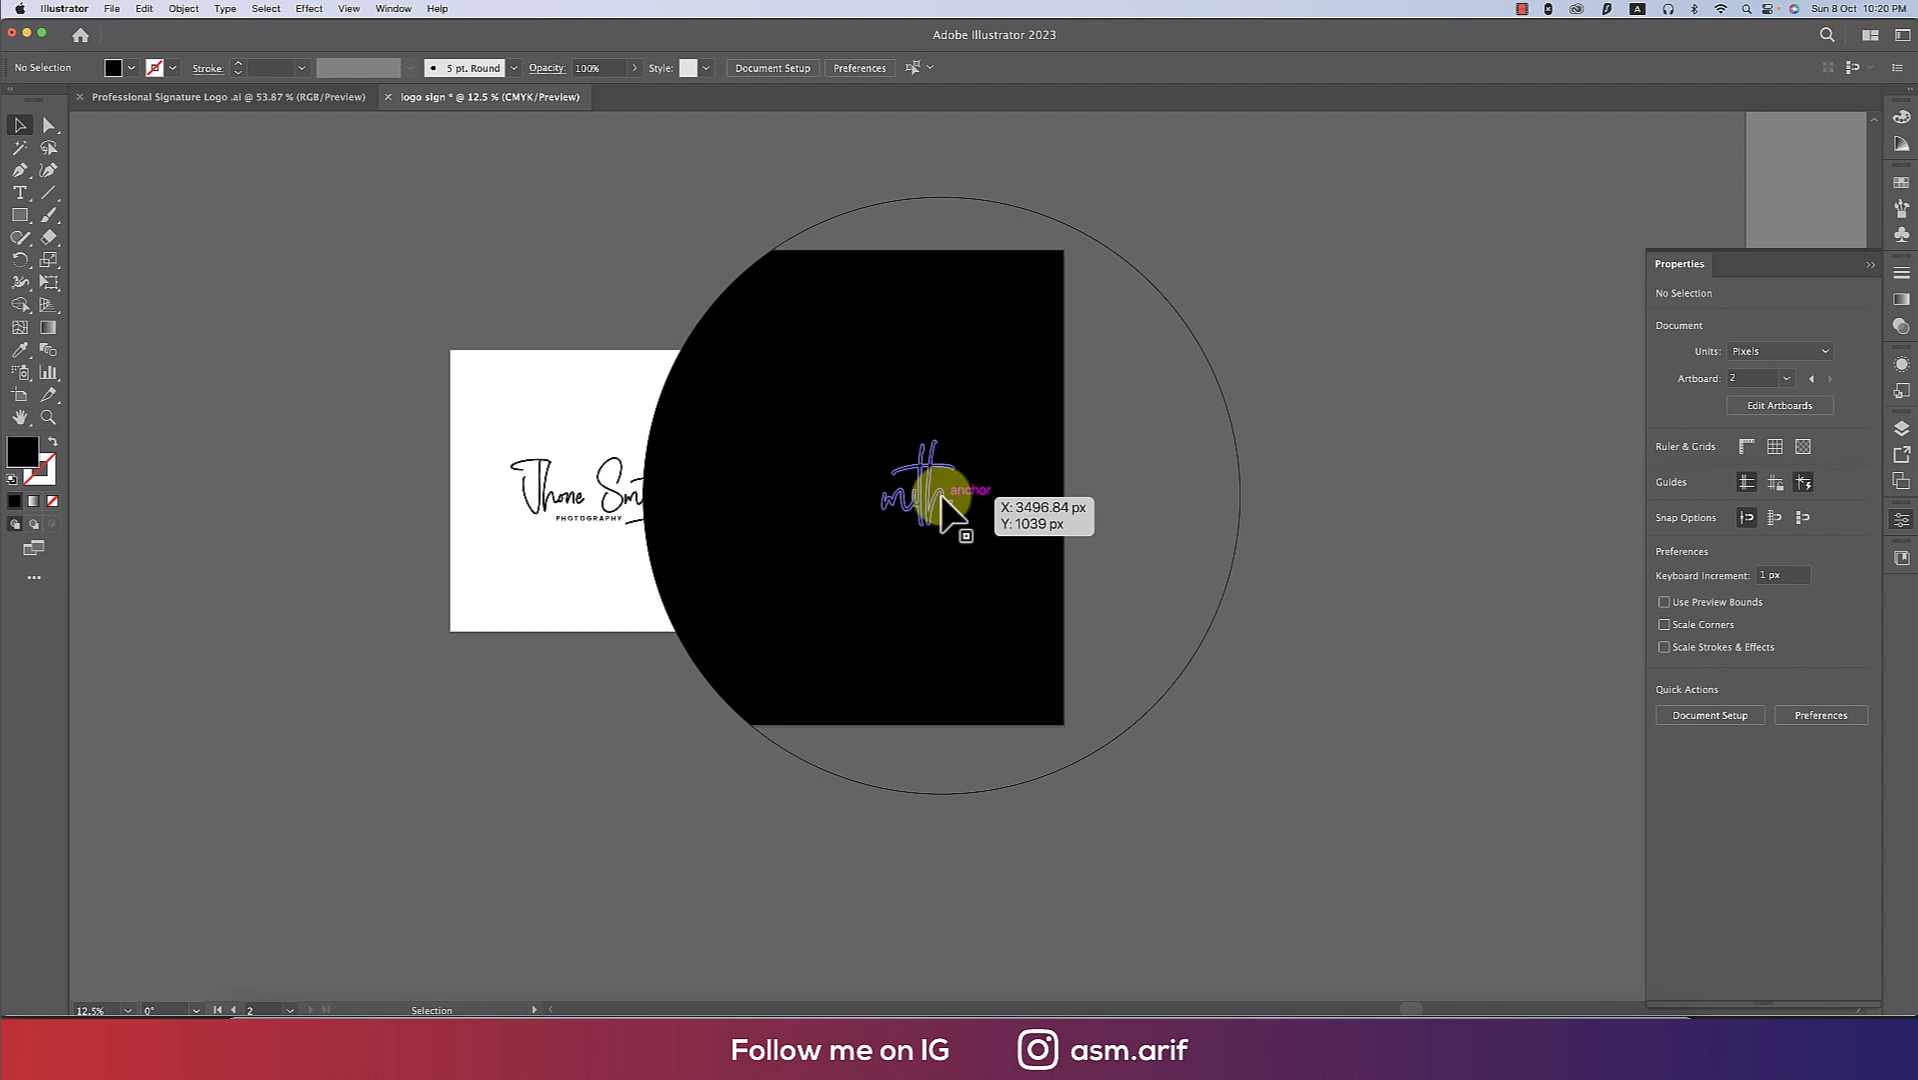 Illustrator File Edit Object Type Select Effect View Window Help
A Sun 8 Oct 10:20 PM
Adobe Illustrator 2023
No Selection Stroke: 5 pt. Round Opacity: 100% Style: Document Setup Preferences
Professional Signature Logo .ai @ 53.87 % (RGB/Preview) logo sign * @ 12.5 % (CMYK/Preview)
Properties
No Selection
Document
Units: Pixels
Artboard: 2
Edit Artboards
Ruler & Grids
Guides
Snap Options
Preferences
Keyboard Increment: 1 px
Use Preview Bounds
Scale Corners
Scale Strokes & Effects
Quick Actions
Document Setup Preferences
Jhone Smi
PHOTOGRAPHY
anchor
X: 3496.84 px
Y: 1039 px
12.5% 0° 2 Selection
Follow me on IG asm.arif